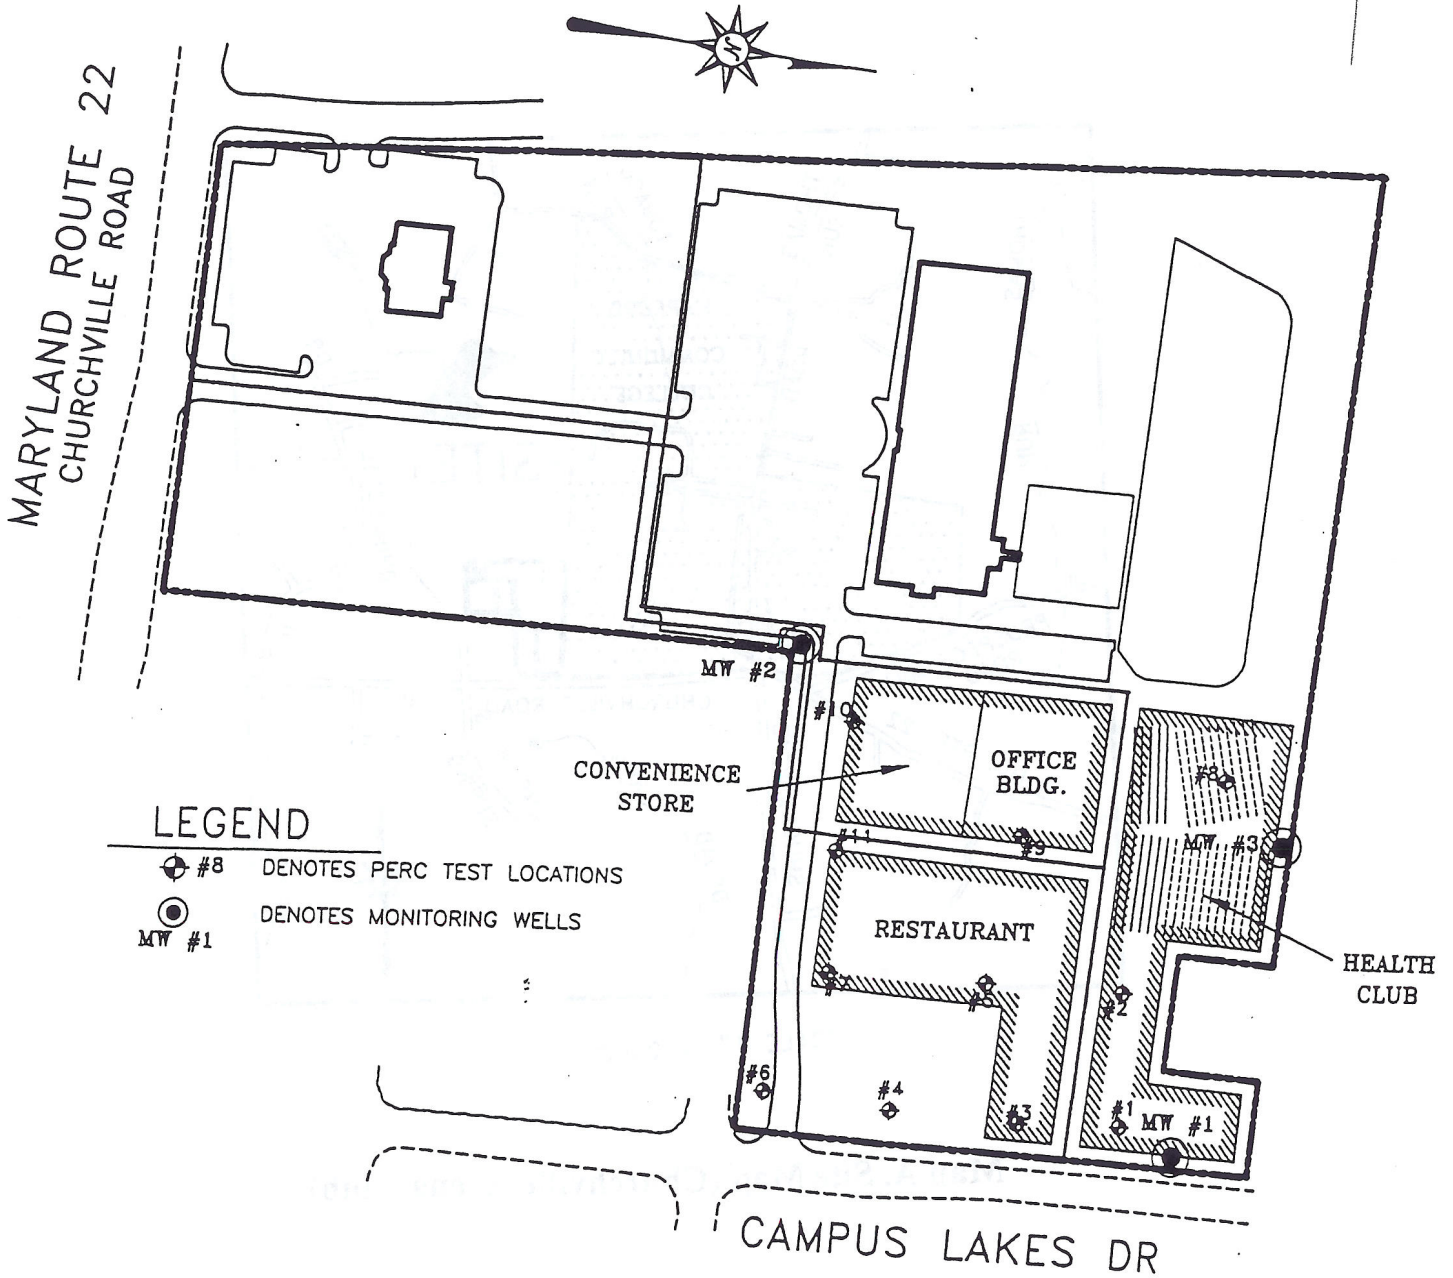 N
MARYLAND ROUTE 22
CHURCHVILLE ROAD
MW #2
#10
CONVENIENCE
STORE
OFFICE
BLDG.
#8
#11
#9
MW #3
LEGEND
#8 DENOTES PERC TEST LOCATIONS
DENOTES MONITORING WELLS
MW #1
RESTAURANT
HEALTH
CLUB
#7
#5
#2
#6
#4
#3
#1
MW #1
CAMPUS LAKES DR